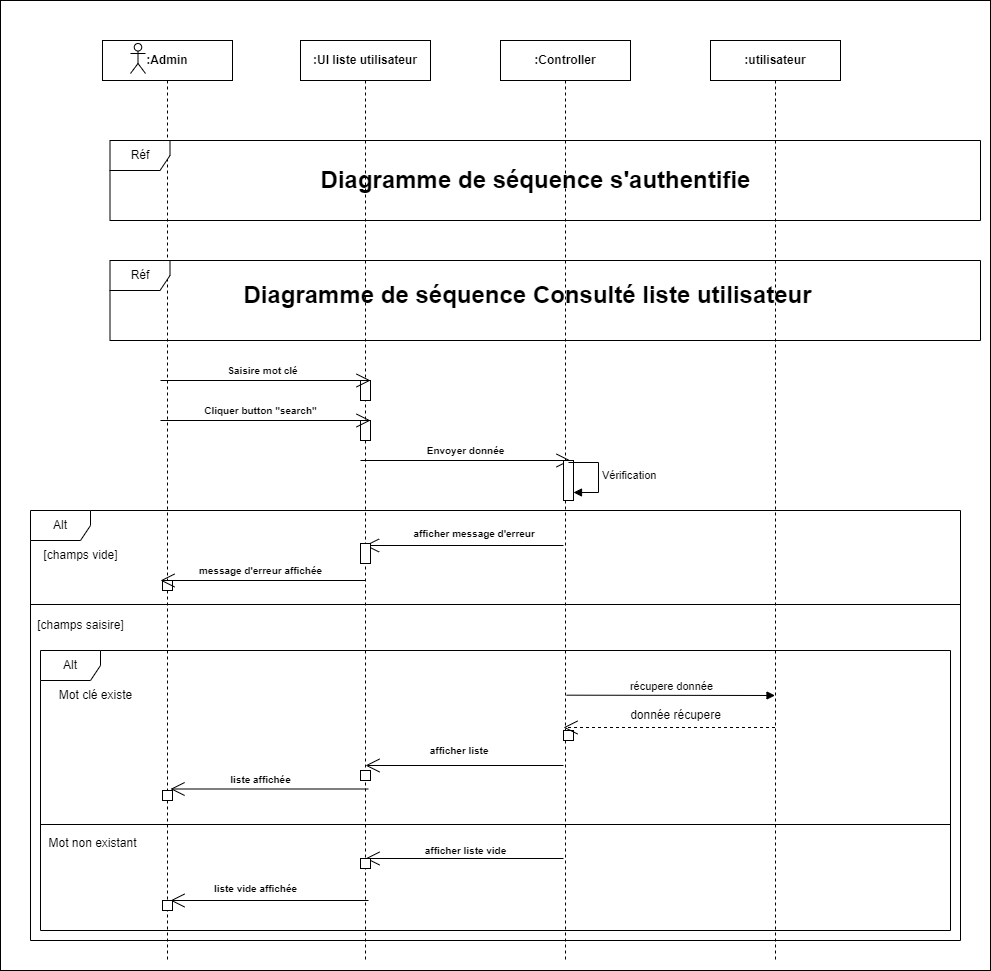 :Admin
:UI liste utilisateur
:Controller
:utilisateur
Réf
Diagramme de séquence s'authentifie
Réf
Diagramme de séquence Consulté liste utilisateur
Saisire mot clé
Cliquer button "search"
Envoyer donnée
Vérification
Alt
[champs vide]
afficher message d'erreur
message d'erreur affichée
[champs saisire]
Alt
Mot clé existe
récupere donnée
donnée récupere
afficher liste
liste affichée
Mot non existant
afficher liste vide
liste vide affichée